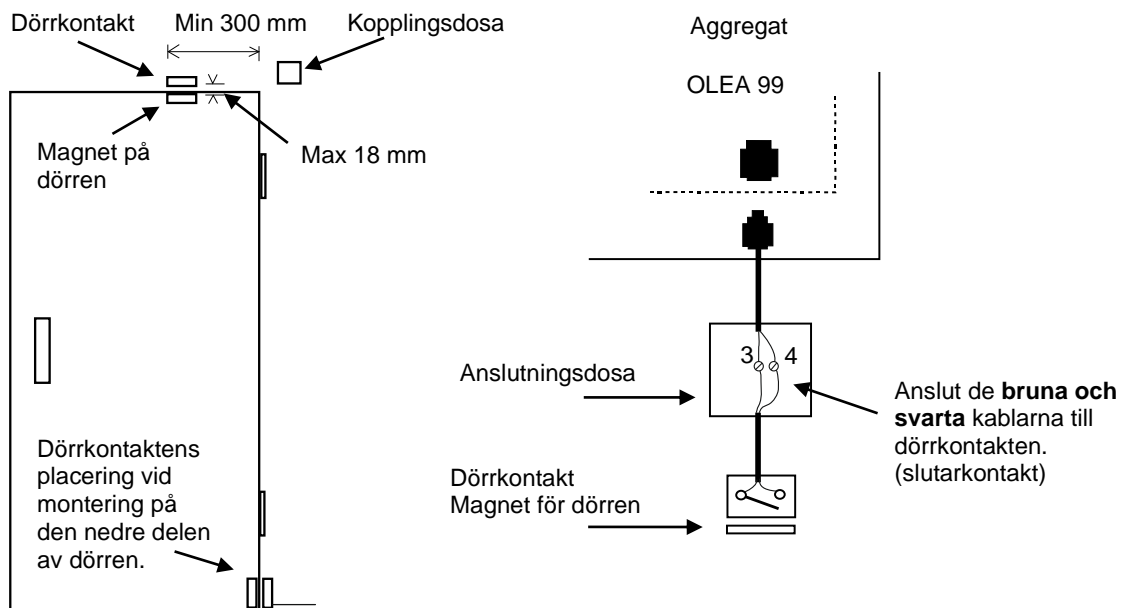 Dörrkontakt
Min 300 mm
Kopplingsdosa
Magnet på
dörren
Max 18 mm
Dörrkontaktens
placering vid
montering på
den nedre delen
av dörren.
Aggregat
OLEA 99
3 4
Anslutningsdosa
Anslut de bruna och
svarta kablarna till
dörrkontakten.
(slutarkontakt)
Dörrkontakt
Magnet för dörren